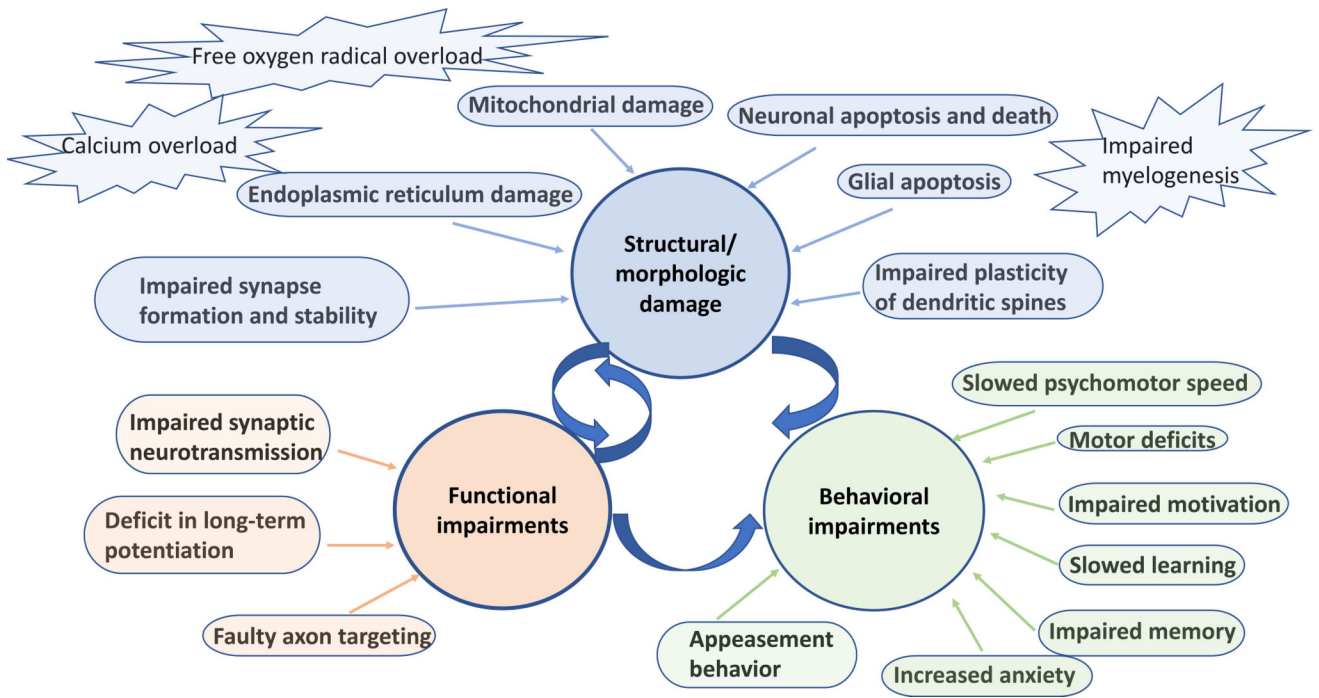 Free oxygen radical overload
Calcium overload
Mitochondrial damage
Neuronal apoptosis and death
Impaired
myelogenesis
Endoplasmic reticulum damage
Glial apoptosis
Structural/
morphologic
damage
Impaired synapse
formation and stability
Impaired plasticity
of dendritic spines
Slowed psychomotor speed
Impaired synaptic
neurotransmission
Motor deficits
Functional
impairments
Behavioral
impairments
Impaired motivation
Deficit in long-term
potentiation
Slowed learning
Faulty axon targeting
Appeasement
behavior
Impaired memory
Increased anxiety